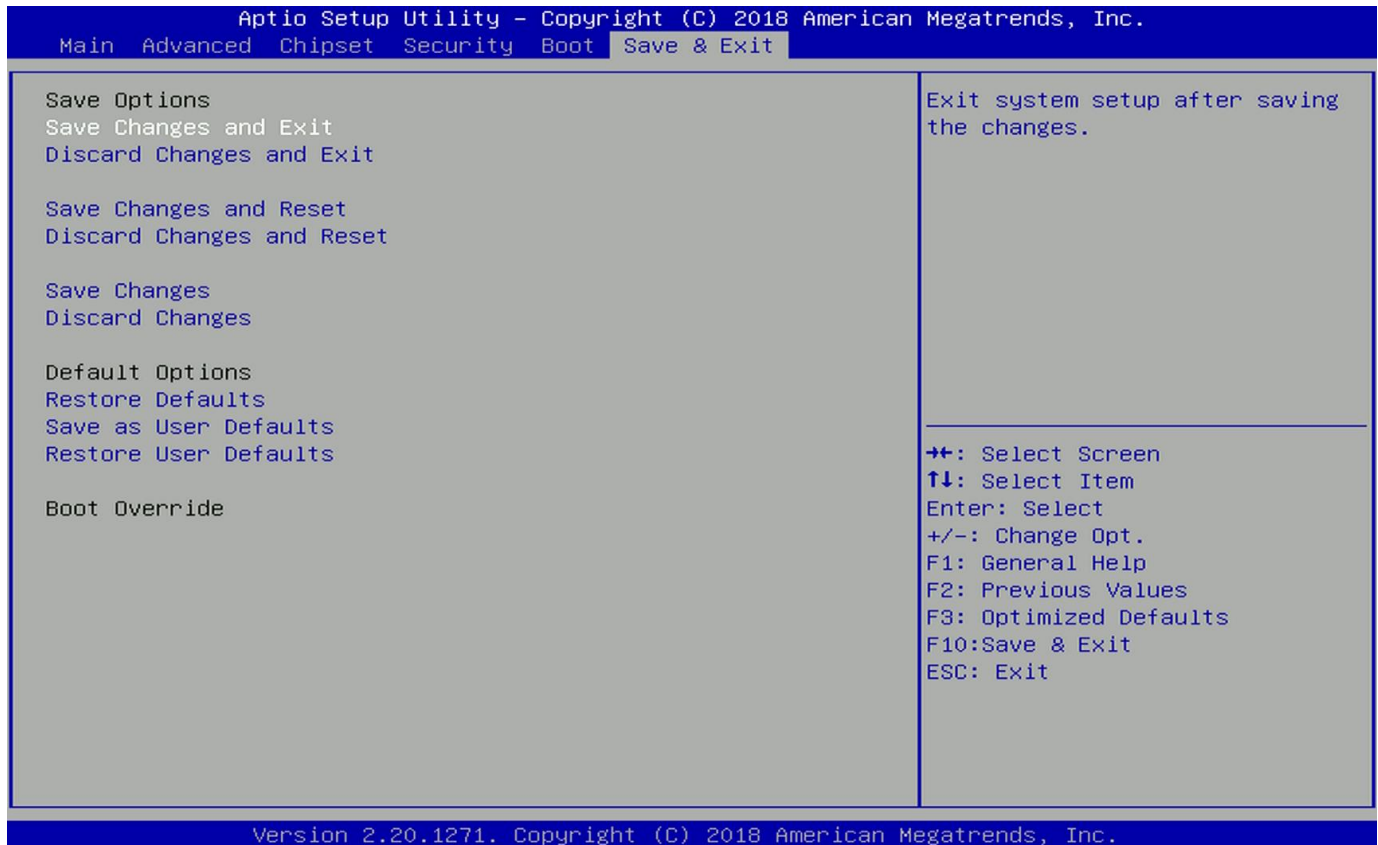 Aptio Setup Utility – Copyright (C) 2018 American Megatrends, Inc.
Main Advanced Chipset Security Boot Save & Exit
Save Options
Save Changes and Exit
Discard Changes and Exit
Save Changes and Reset
Discard Changes and Reset
Save Changes
Discard Changes
Default Options
Restore Defaults
Save as User Defaults
Restore User Defaults
Boot Override
Exit system setup after saving
the changes.
→←: Select Screen
↑↓: Select Item
Enter: Select
+/-: Change Opt.
F1: General Help
F2: Previous Values
F3: Optimized Defaults
F10:Save & Exit
ESC: Exit
Version 2.20.1271. Copyright (C) 2018 American Megatrends, Inc.